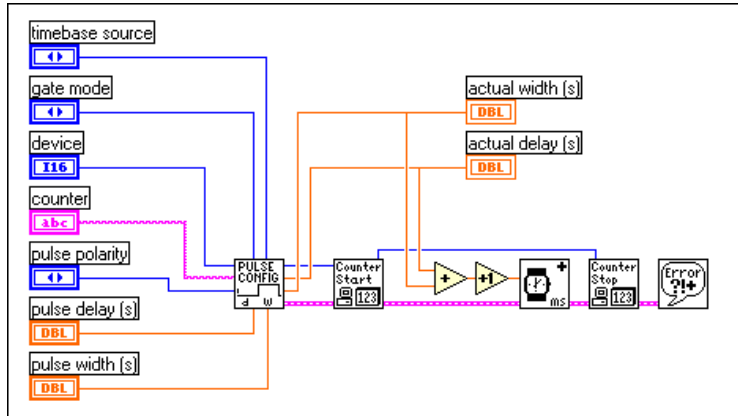 timebase source
gate mode
device
I16
counter
abc
pulse polarity
pulse delay (s)
DBL
pulse width (s)
DBL
PULSE
CONFIG
d w
Counter
Start
123
actual width (s)
DBL
actual delay (s)
DBL
+
+1
+
ms
Counter
Stop
123
Error
?!+